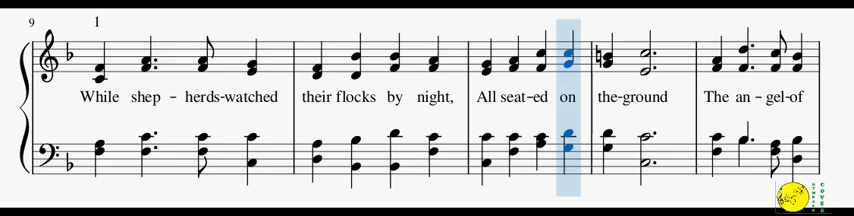 9
1
While shep - herds-watched their flocks by night, All seat-ed on the-ground The an - gel-of